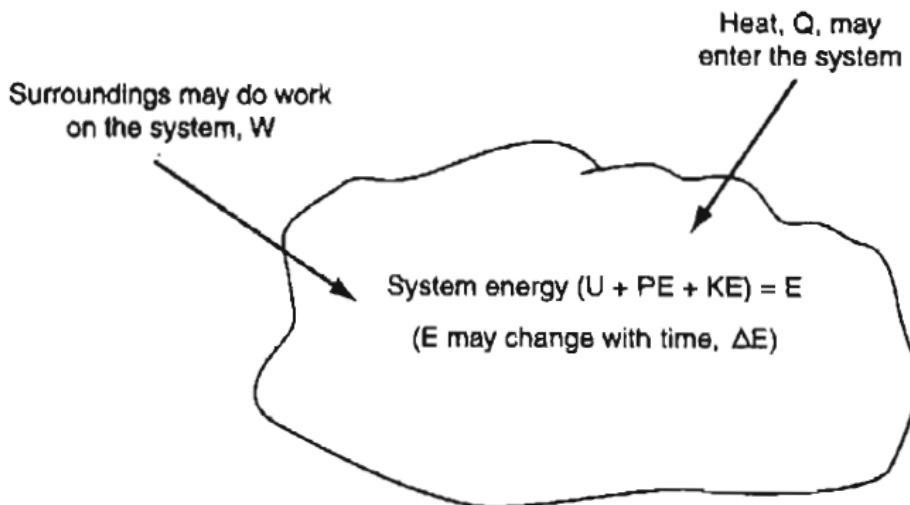 Heat, Q, may
enter the system
Surroundings may do work
on the system, W
System energy (U + PE + KE) = E
(E may change with time, ΔE)